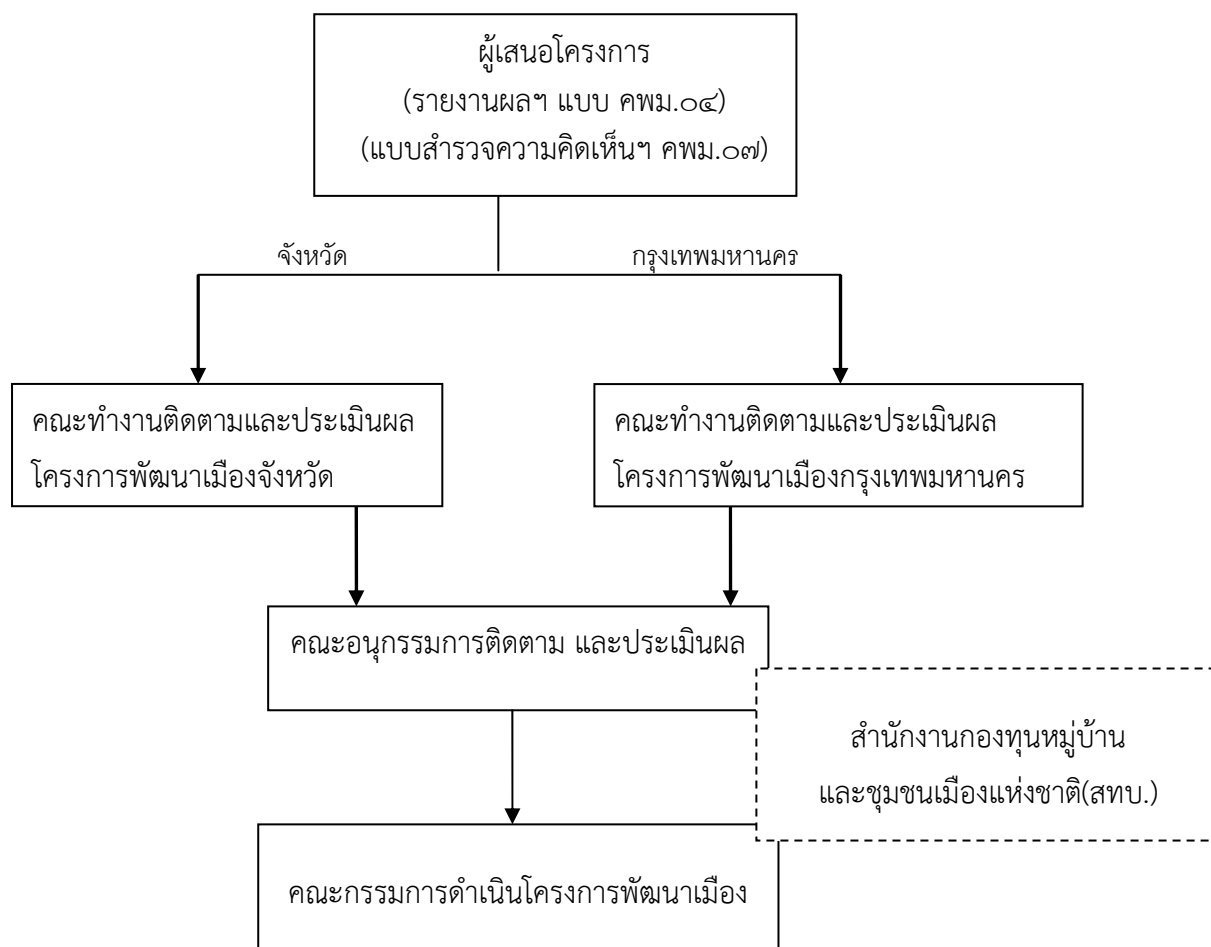 ผู้เสนอโครงการ
(รายงานผลฯ แบบ คพม.๐๔)
(แบบสำรวจความคิดเห็นฯ คพม.๐๗)
จังหวัด
กรุงเทพมหานคร
คณะทำงานติดตามและประเมินผล
โครงการพัฒนาเมืองจังหวัด
คณะทำงานติดตามและประเมินผล
โครงการพัฒนาเมืองกรุงเทพมหานคร
คณะอนุกรรมการติดตาม และประเมินผล
สำนักงานกองทุนหมู่บ้าน
และชุมชนเมืองแห่งชาติ(สทบ.)
คณะกรรมการดำเนินโครงการพัฒนาเมือง